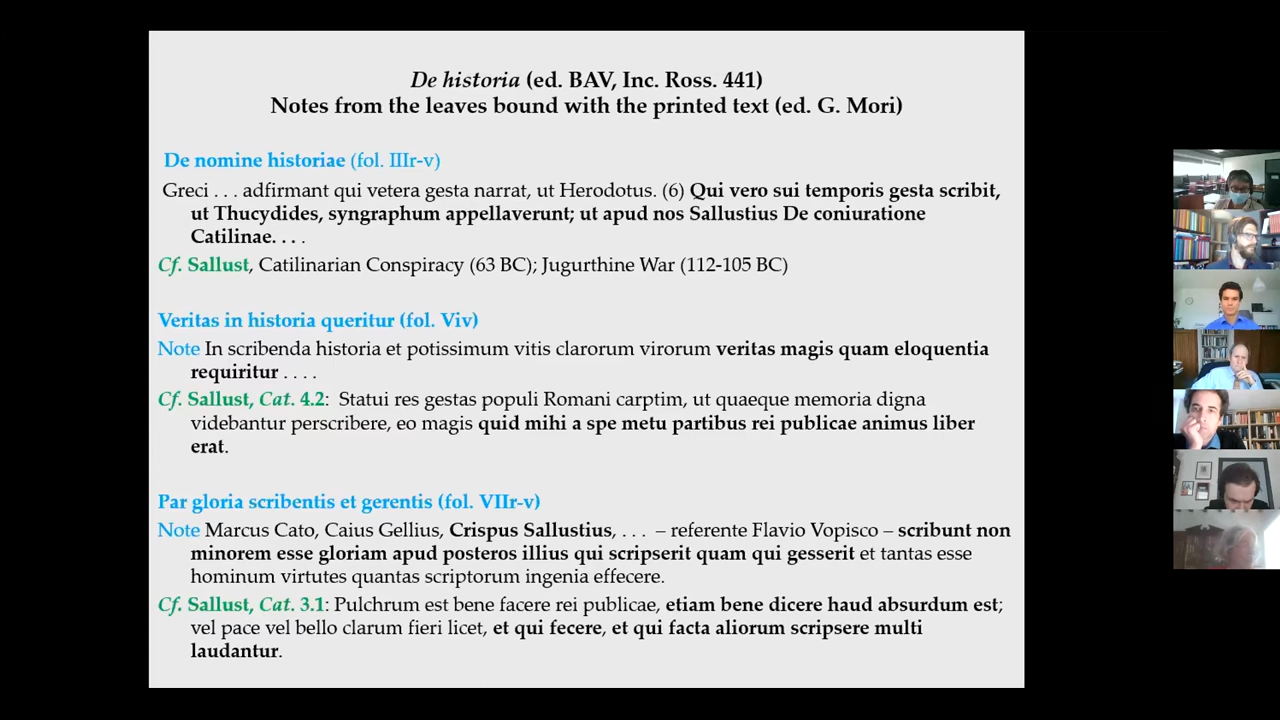 De historia (ed. BAV, Inc. Ross. 441)
Notes from the leaves bound with the printed text (ed. G. Mori)
De nomine historiae (fol. IIIr-v)
Greci . . . adfirmant qui vetera gesta narrat, ut Herodotus. (6) Qui vero sui temporis gesta scribit,
ut Thucydides, syngraphum appellaverunt; ut apud nos Sallustius De coniuratione
Catilinae. . . .
Cf. Sallust, Catilinarian Conspiracy (63 BC); Jugurthine War (112-105 BC)
Veritas in historia queritur (fol. Viv)
Note In scribenda historia et potissimum vitis clarorum virorum veritas magis quam eloquentia
requiritur . . . .
Cf. Sallust, Cat. 4.2: Statui res gestas populi Romani carptim, ut quaeque memoria digna
videbantur perscribere, eo magis quid mihi a spe metu partibus rei publicae animus liber
erat.
Par gloria scribentis et gerentis (fol. VIIr-v)
Note Marcus Cato, Caius Gellius, Crispus Sallustius, . . . – referente Flavio Vopisco – scribunt non
minorem esse gloriam apud posteros illius qui scripserit quam qui gesserit et tantas esse
hominum virtutes quantas scriptorum ingenia effecere.
Cf. Sallust, Cat. 3.1: Pulchrum est bene facere rei publicae, etiam bene dicere haud absurdum est;
vel pace vel bello clarum fieri licet, et qui fecere, et qui facta aliorum scripsere multi
laudantur.